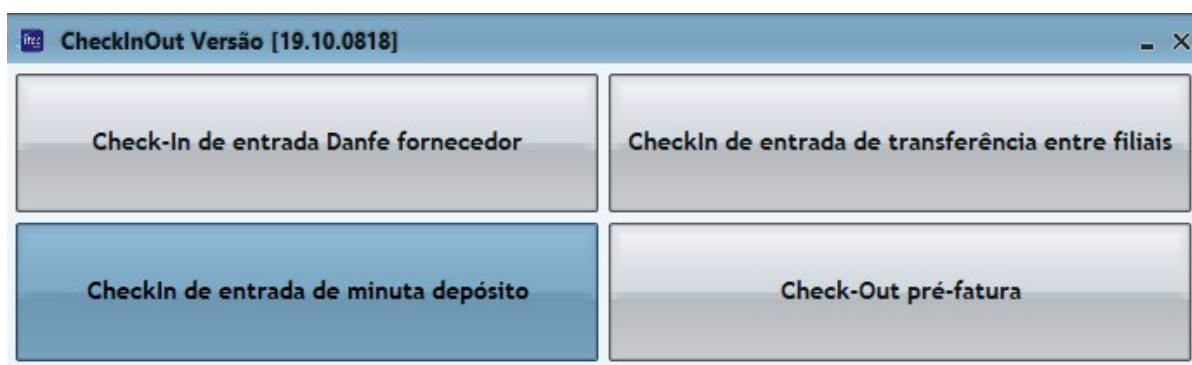 CheckInOut Versão [19.10.0818]
Check-In de entrada Danfe fornecedor
CheckIn de entrada de transferência entre filiais
CheckIn de entrada de minuta depósito
Check-Out pré-fatura